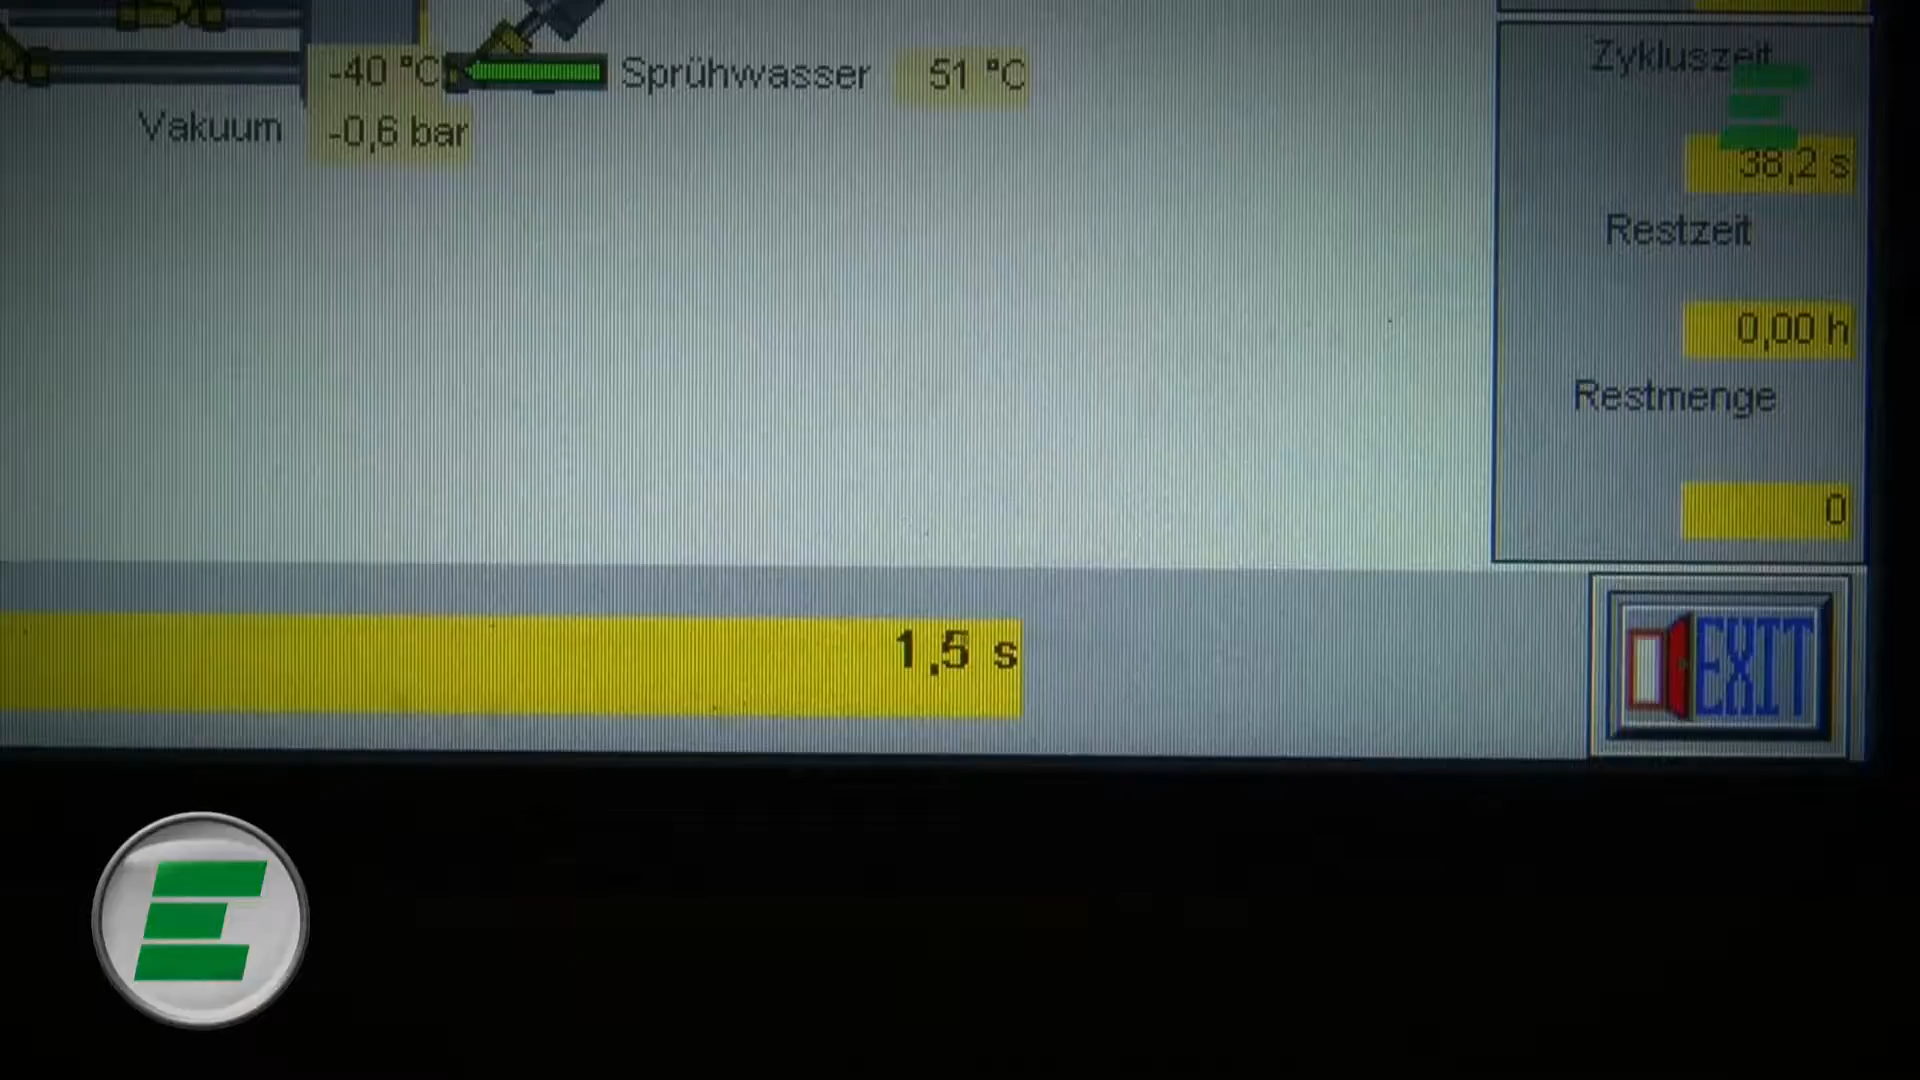 -40 °C
Sprühwasser
51 °C
Vakuum
-0,6 bar
Zykluszeit
38,2 s
Restzeit
0,00 h
Restmenge
0
1,5 s
EXIT
E